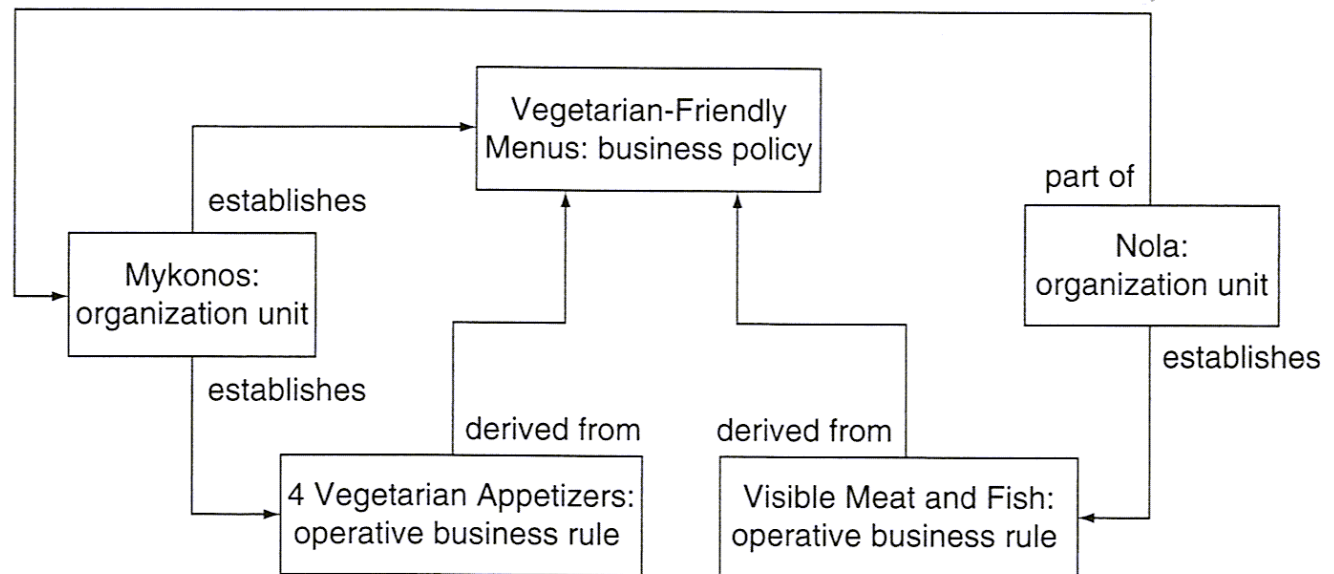 Vegetarian-Friendly
Menus: business policy
part of
establishes
Nola:
organization unit
Mykonos:
organization unit
establishes
establishes
derived from
derived from
4 Vegetarian Appetizers:
operative business rule
Visible Meat and Fish:
operative business rule